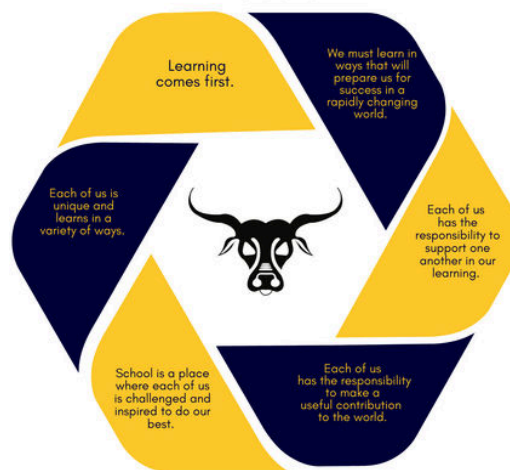 Learning
comes first.
We must learn in
ways that will
prepare us for
success in a
rapidly changing
world.
Each of us
has the
responsibility to
support one
another in our
learning.
Each of us
has the responsibility
to make a
useful contribution
to the world.
School is a place
where each of us
is challenged and
inspired to do our
best.
Each of us is
unique and
learns in a
variety of ways.